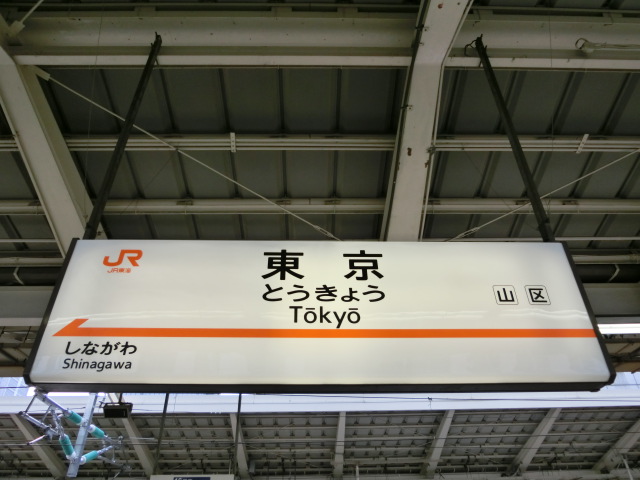 JR
JR東海
東京
とうきょう
Tōkyō
山 区
しながわ
Shinagawa